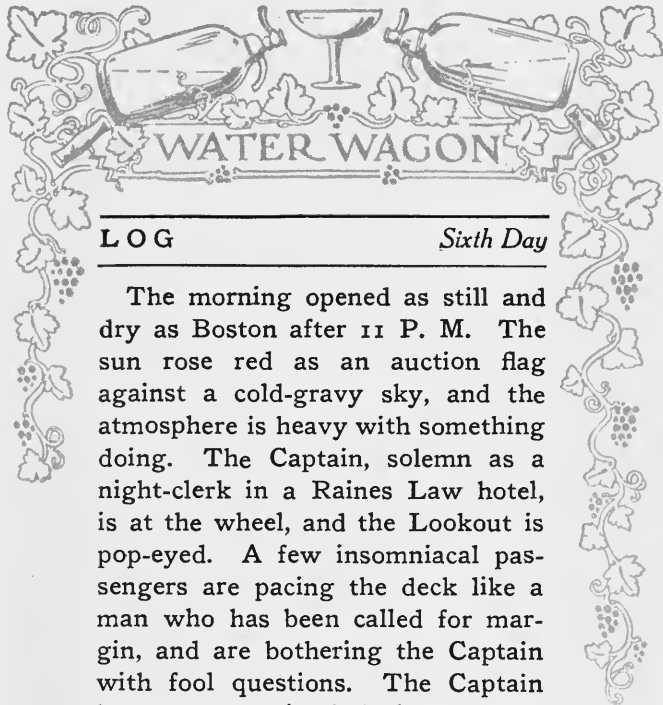 WATER WAGON
LOG Sixth Day
The morning opened as still and
dry as Boston after 11 P. M. The
sun rose red as an auction flag
against a cold-gravy sky, and the
atmosphere is heavy with something
doing. The Captain, solemn as a
night-clerk in a Raines Law hotel,
is at the wheel, and the Lookout is
pop-eyed. A few insomniacal pas-
sengers are pacing the deck like a
man who has been called for mar-
gin, and are bothering the Captain
with fool questions. The Captain